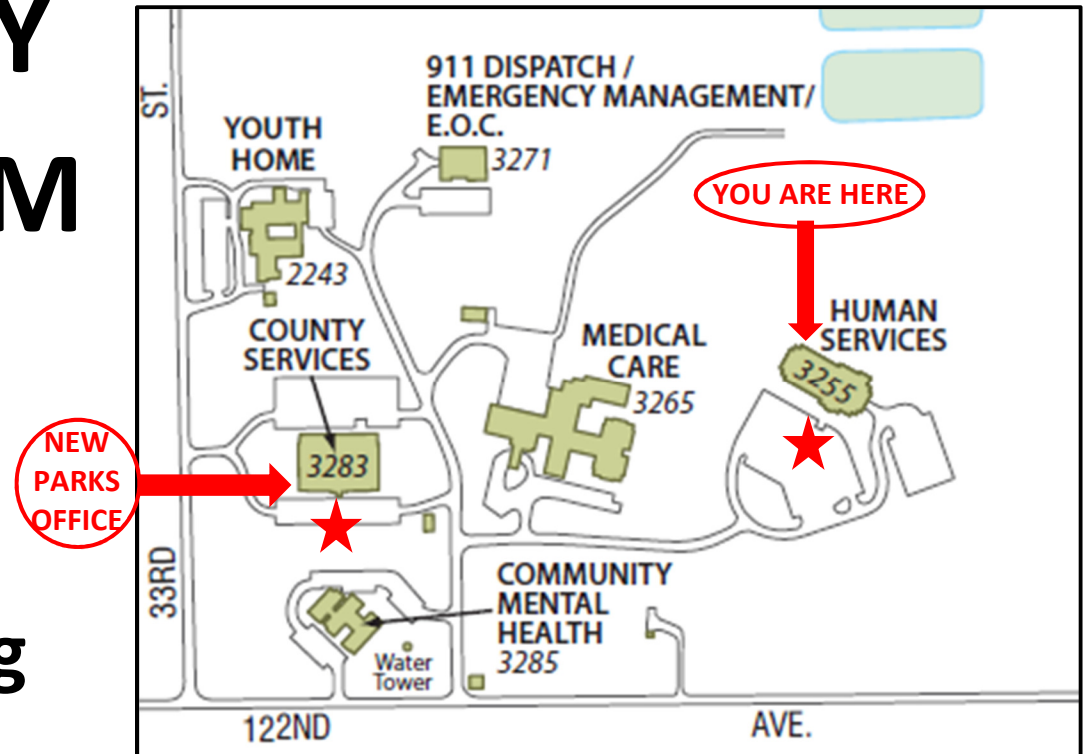 Y
M
g
ST.
911 DISPATCH /
EMERGENCY MANAGEMENT/
E.O.C.
3271
YOUTH
HOME
2243
YOU ARE HERE
COUNTY
SERVICES
3283
MEDICAL
CARE
3265
HUMAN
SERVICES
3255
NEW
PARKS
OFFICE
33RD
COMMUNITY
MENTAL
HEALTH
3285
Water
Tower
122ND
AVE.